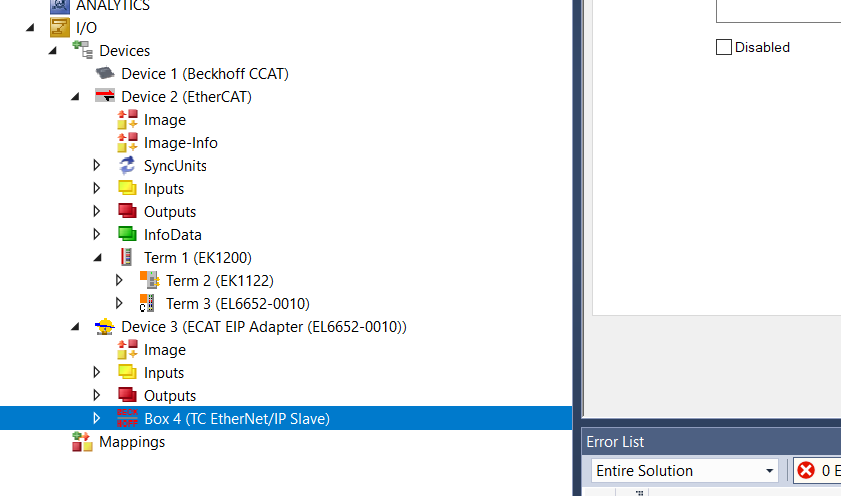 ANALYTICS
I/O
Devices
Disabled
Device 1 (Beckhoff CCAT)
Device 2 (EtherCAT)
Image
Image-Info
SyncUnits
Inputs
Outputs
InfoData
Term 1 (EK1200)
Term 2 (EK1122)
Term 3 (EL6652-0010)
Device 3 (ECAT EIP Adapter (EL6652-0010))
Image
Inputs
Outputs
Box 4 (TC EtherNet/IP Slave)
Mappings
Error List
Entire Solution
0 E